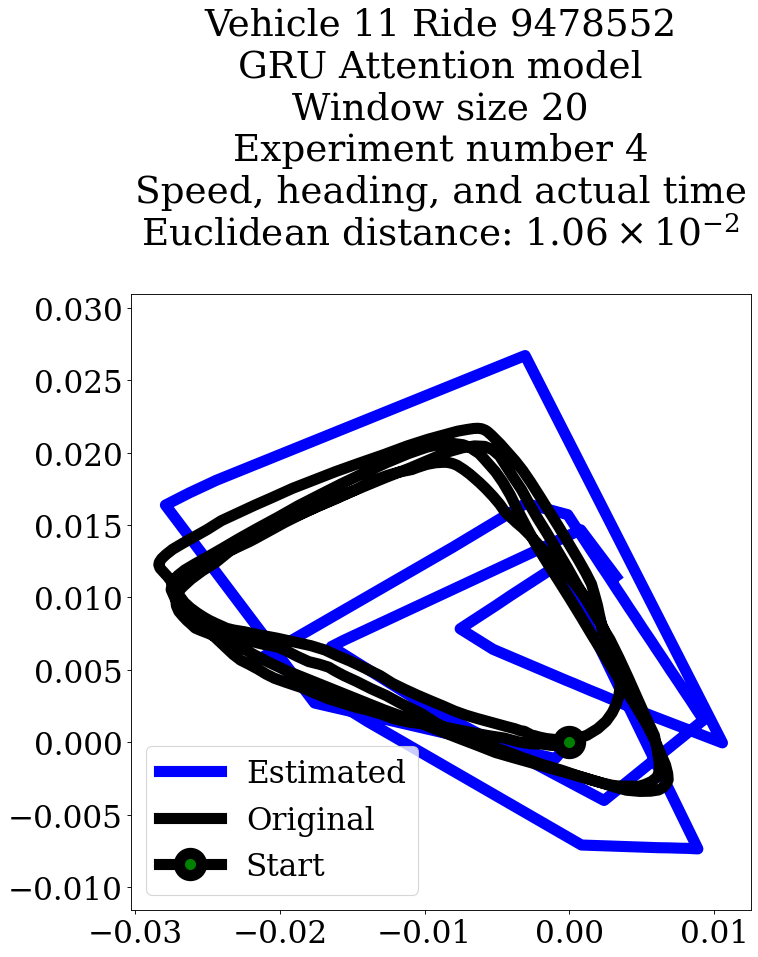 Vehicle 11 Ride 9478552
GRU Attention model
Window size 20
Experiment number 4
Speed, heading, and actual time
Euclidean distance: 1.06 × 10⁻²
0.030
0.025
0.020
0.015
0.010
0.005
0.000
−0.005
−0.010
Estimated
Original
Start
−0.03 −0.02 −0.01 0.00 0.01